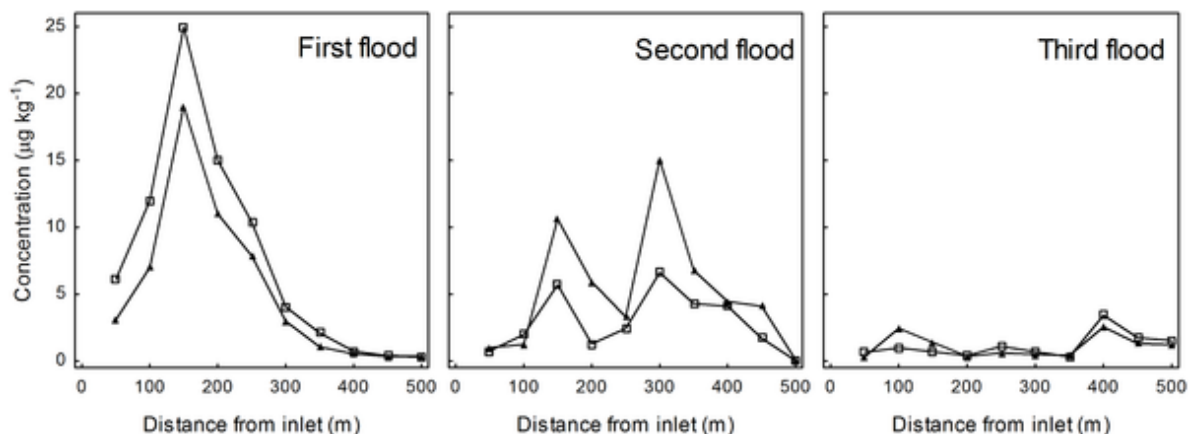 First flood
Second flood
Third flood
Concentration (µg kg⁻¹)
25
20
15
10
5
0
0 100 200 300 400 500
0 100 200 300 400 500
0 100 200 300 400 500
Distance from inlet (m)
Distance from inlet (m)
Distance from inlet (m)